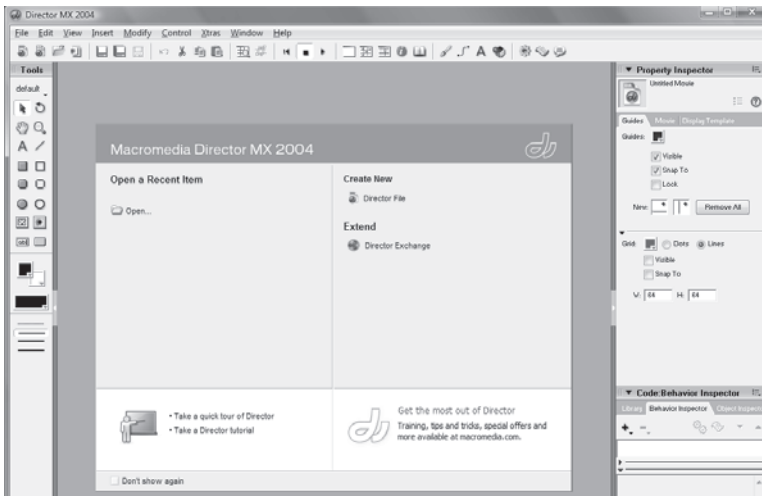 Director MX 2004
File Edit View Insert Modify Control Xtras Window Help
Tools
default
Macromedia Director MX 2004
Open a Recent Item
Open...
Create New
Director File
Extend
Director Exchange
• Take a quick tour of Director
• Take a Director tutorial
Get the most out of Director
Training, tips and tricks, special offers and
more available at macromedia.com.
Don't show again
Property Inspector
Untitled Movie
Guides Movie Display Template
Guides:
Visible
Snap To
Lock
New: Remove All
Grid: Dots Lines
Visible
Snap To
W: 64 H: 64
Code:Behavior Inspector
Library Behavior Inspector Object Inspector